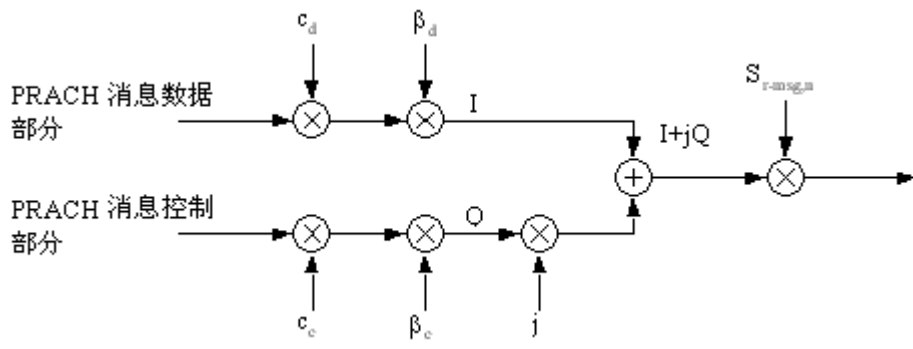 c_d
β_d
S_r-msg,n
PRACH 消息数据
部分
I
I+jQ
PRACH 消息控制
部分
Q
c_c
β_c
j